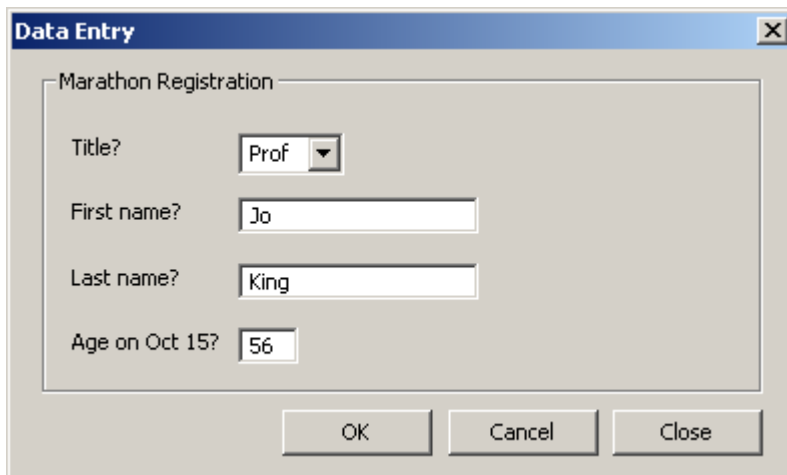 Data Entry
Marathon Registration
Title? Prof
First name? Jo
Last name? King
Age on Oct 15? 56
OK Cancel Close